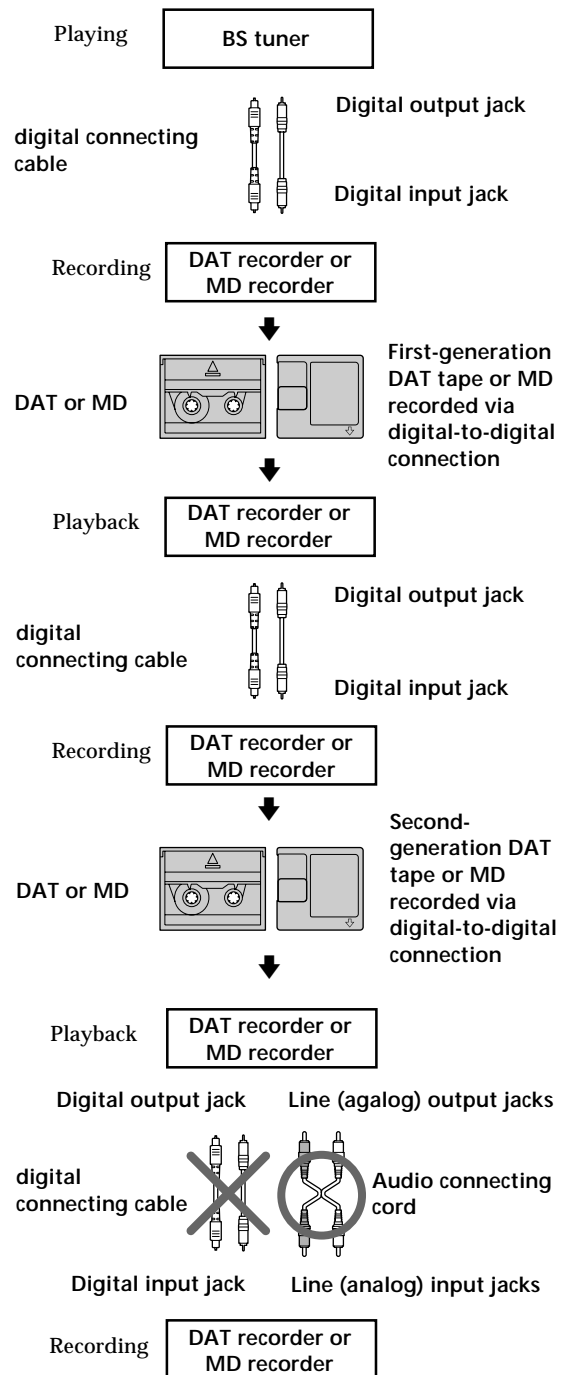 Playing
BS tuner
Digital output jack
digital connecting
cable
Digital input jack
Recording
DAT recorder or
MD recorder
DAT or MD
First-generation
DAT tape or MD
recorded via
digital-to-digital
connection
Playback
DAT recorder or
MD recorder
Digital output jack
digital
connecting cable
Digital input jack
Recording
DAT recorder or
MD recorder
DAT or MD
Second-
generation DAT
tape or MD
recorded via
digital-to-digital
connection
Playback
DAT recorder or
MD recorder
Digital output jack
Line (agalog) output jacks
digital
connecting cable
Audio connecting
cord
Digital input jack
Line (analog) input jacks
Recording
DAT recorder or
MD recorder